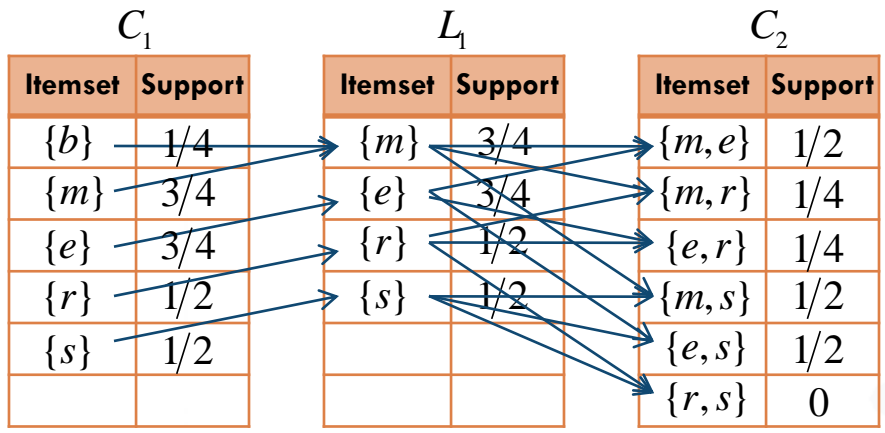 C₁ L₁ C₂
Itemset Support Itemset Support Itemset Support
{b} 1/4 {m} 3/4 {m, e} 1/2
{m} 3/4 {e} 3/4 {m, r} 1/4
{e} 3/4 {r} 1/2 {e, r} 1/4
{r} 1/2 {s} 1/2 {m, s} 1/2
{s} 1/2 {e, s} 1/2
{r, s} 0